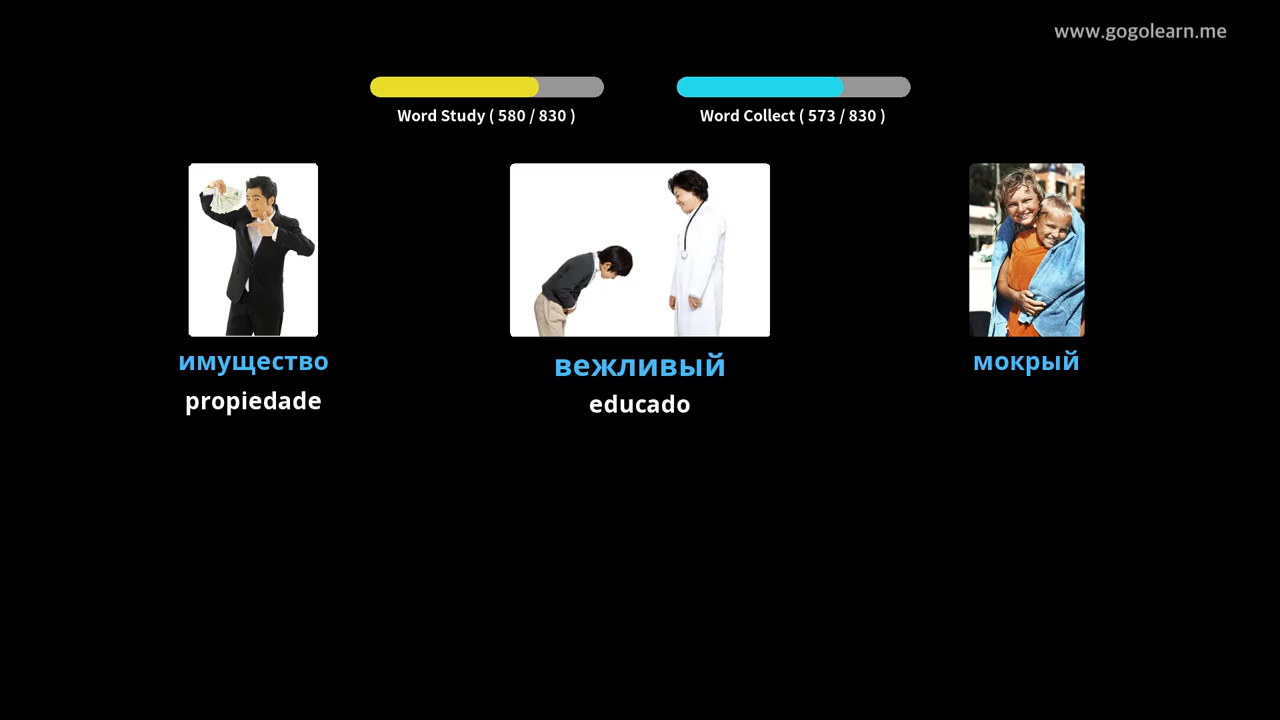 www.gogolearn.me
Word Study ( 580 / 830 )
Word Collect ( 573 / 830 )
имущество
propiedade
вежливый
educado
мокрый